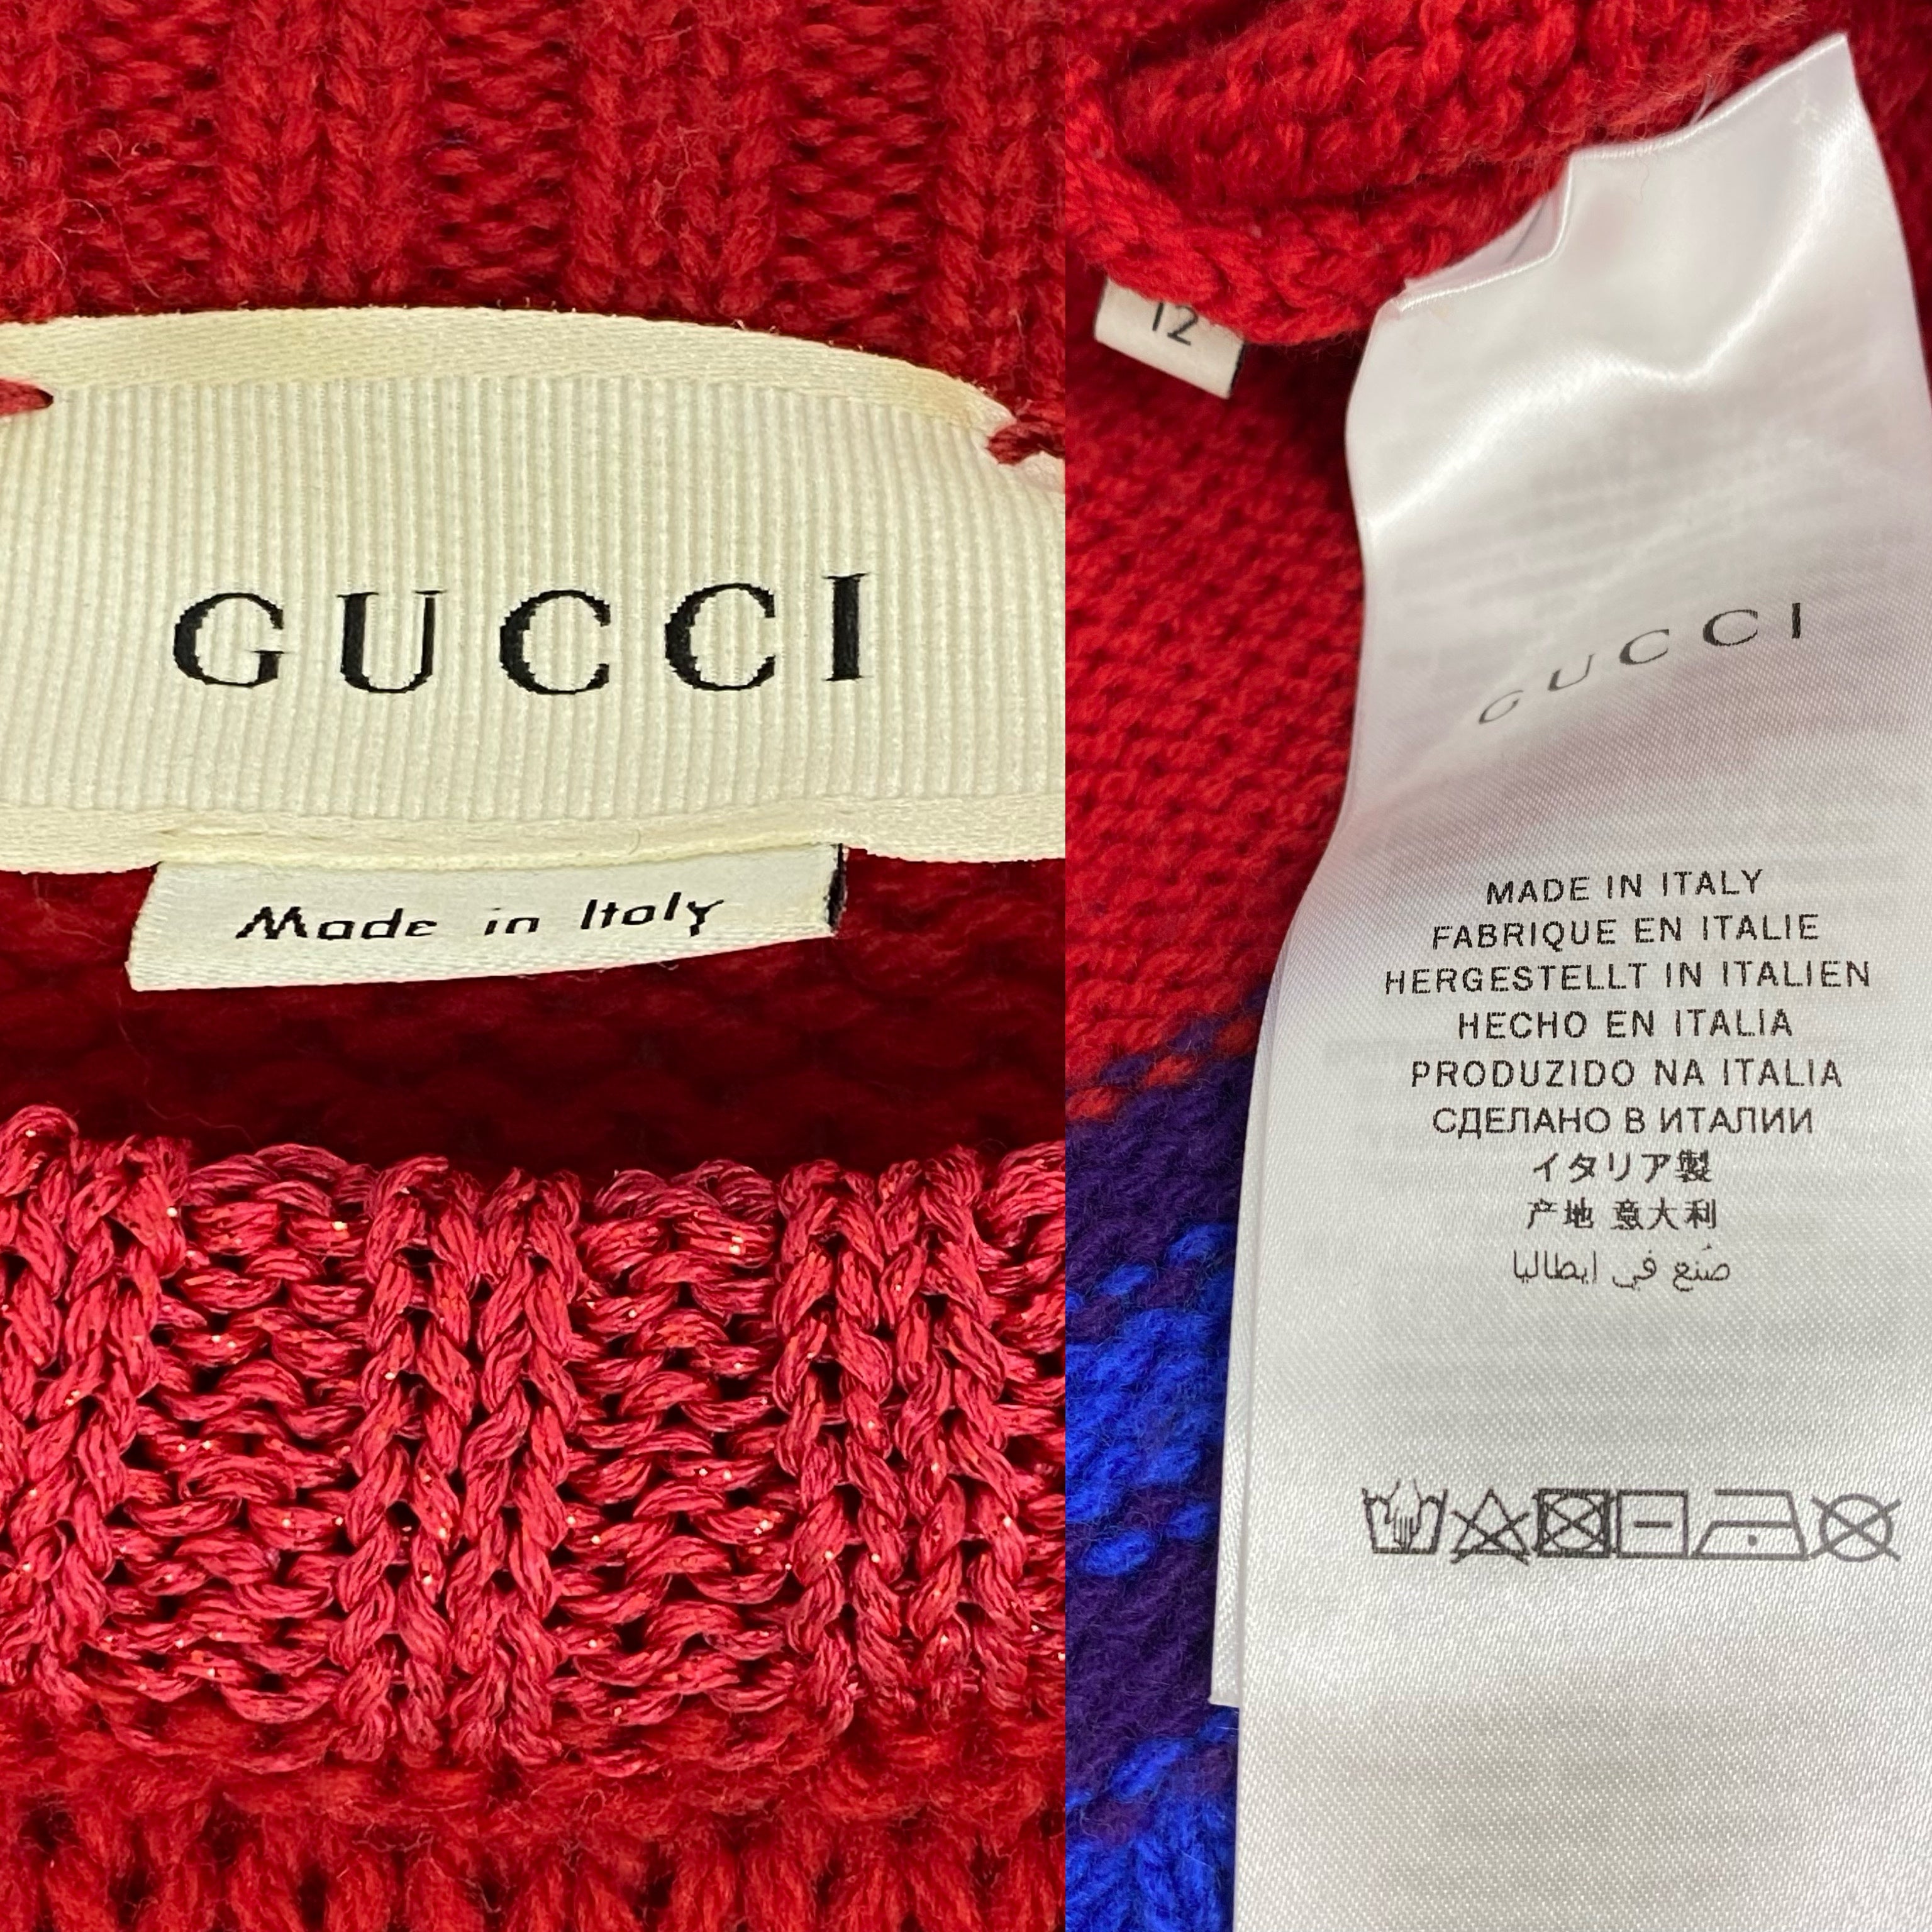 GUCCI
Made in Italy
12
GUCCI
MADE IN ITALY
FABRIQUE EN ITALIE
HERGESTELLT IN ITALIEN
HECHO EN ITALIA
PRODUZIDO NA ITALIA
СДЕЛАНО В ИТАЛИИ
イタリア製
产地 意大利
صُنع في ايطاليا